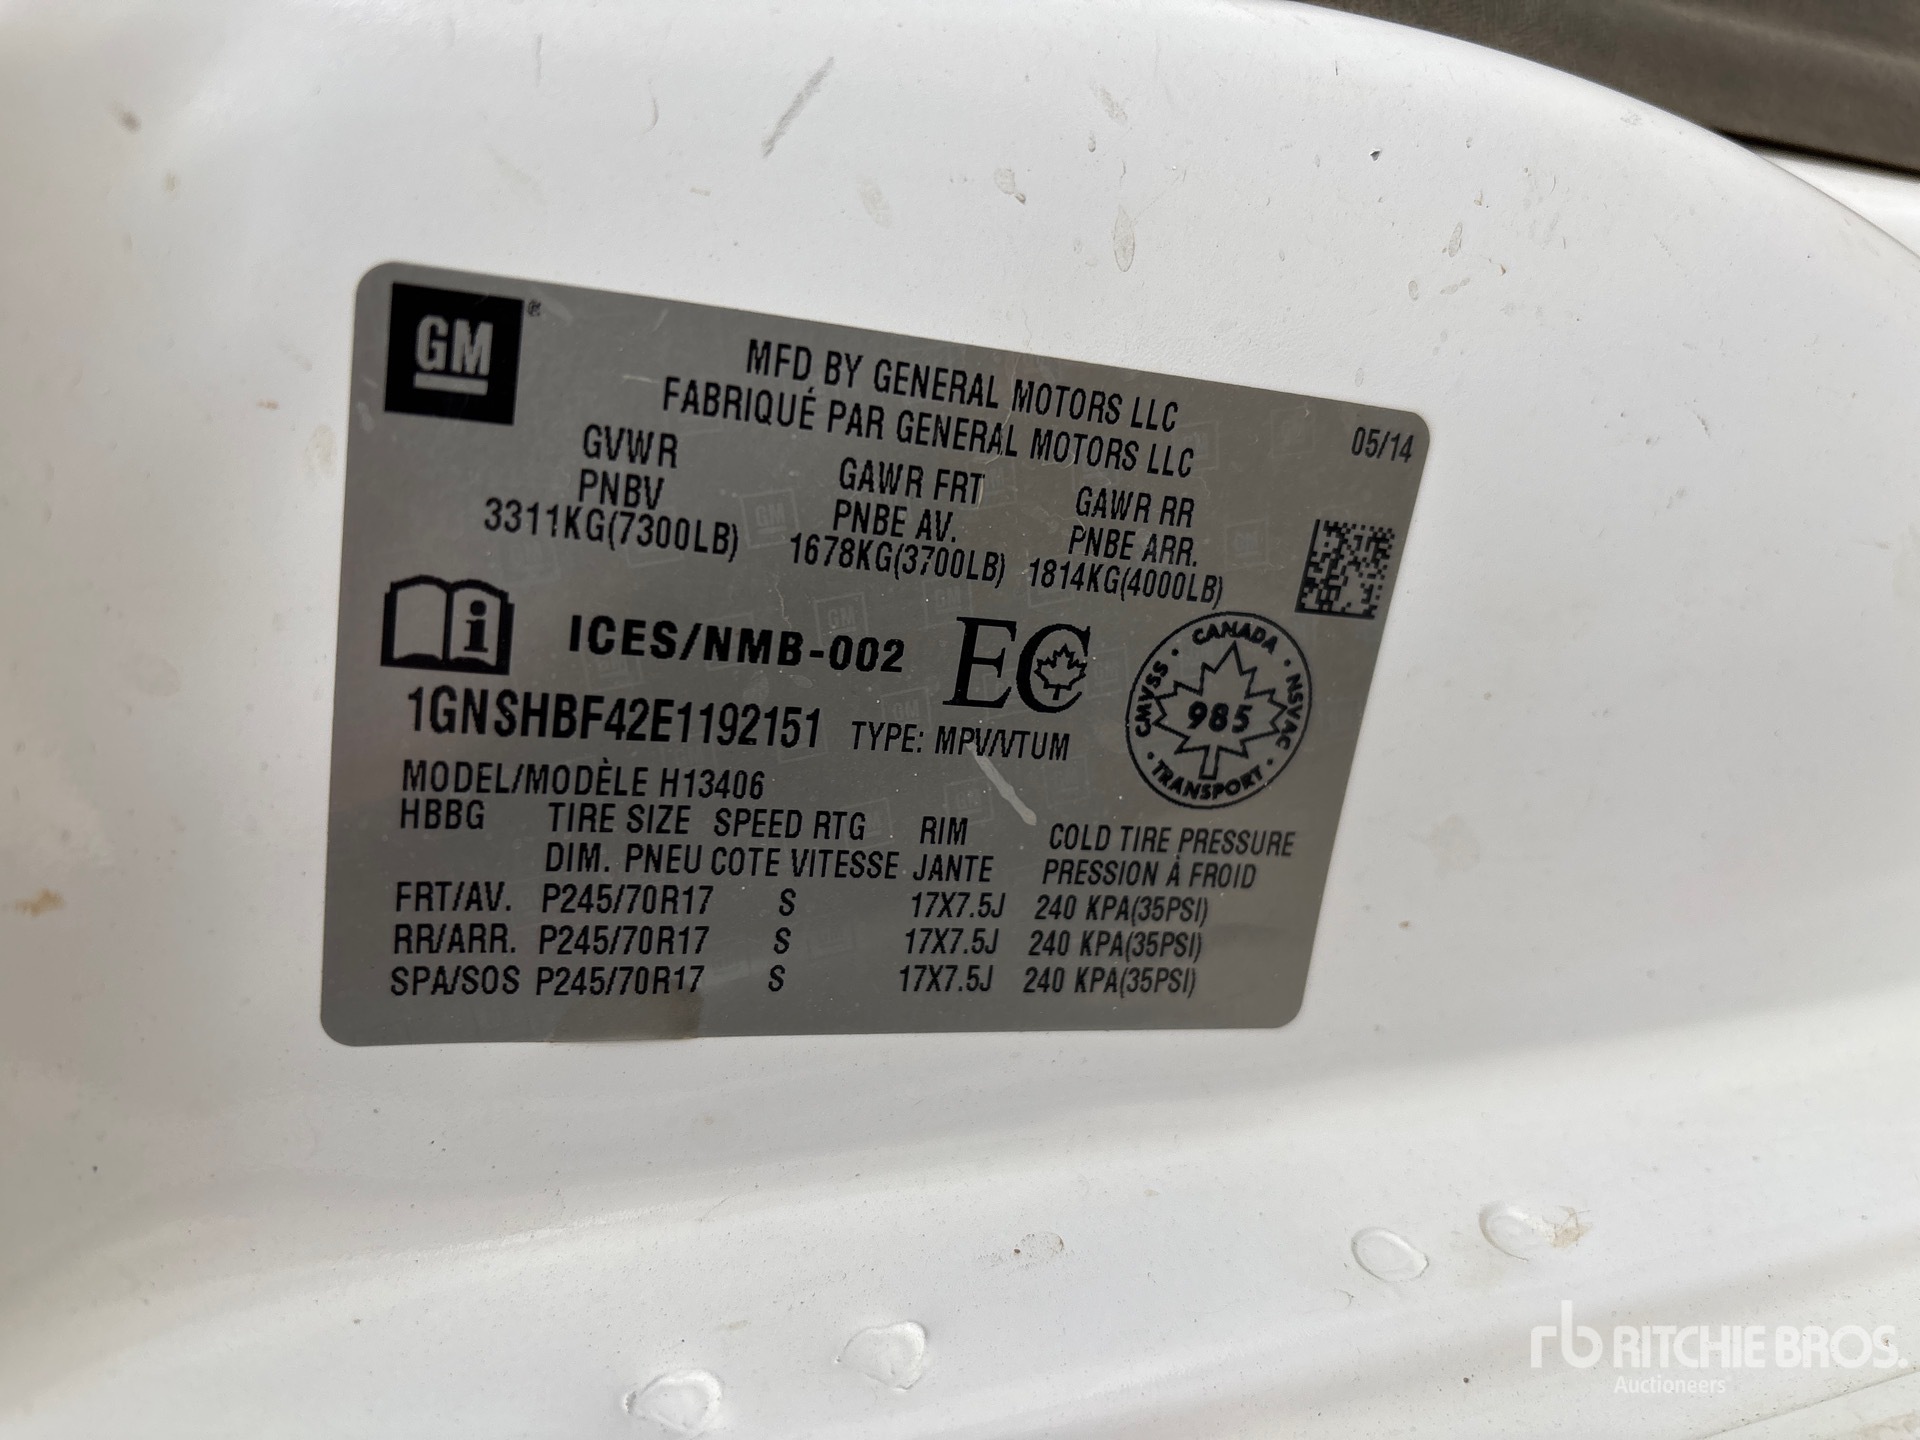 GM®
MFD BY GENERAL MOTORS LLC
FABRIQUÉ PAR GENERAL MOTORS LLC
05/14
GVWR GAWR FRT GAWR RR
PNBV PNBE AV. PNBE ARR.
3311KG(7300LB) 1678KG(3700LB) 1814KG(4000LB)
i ICES/NMB-002 EC
CANADA · NSVAC · TRANSPORT · CMVSS · 985
1GNSHBF42E1192151 TYPE: MPV/VTUM
MODEL/MODÈLE H13406
HBBG TIRE SIZE SPEED RTG RIM COLD TIRE PRESSURE
DIM. PNEU COTE VITESSE JANTE PRESSION À FROID
FRT/AV. P245/70R17 S 17X7.5J 240 KPA(35PSI)
RR/ARR. P245/70R17 S 17X7.5J 240 KPA(35PSI)
SPA/SOS P245/70R17 S 17X7.5J 240 KPA(35PSI)
rb RITCHIE BROS.
Auctioneers